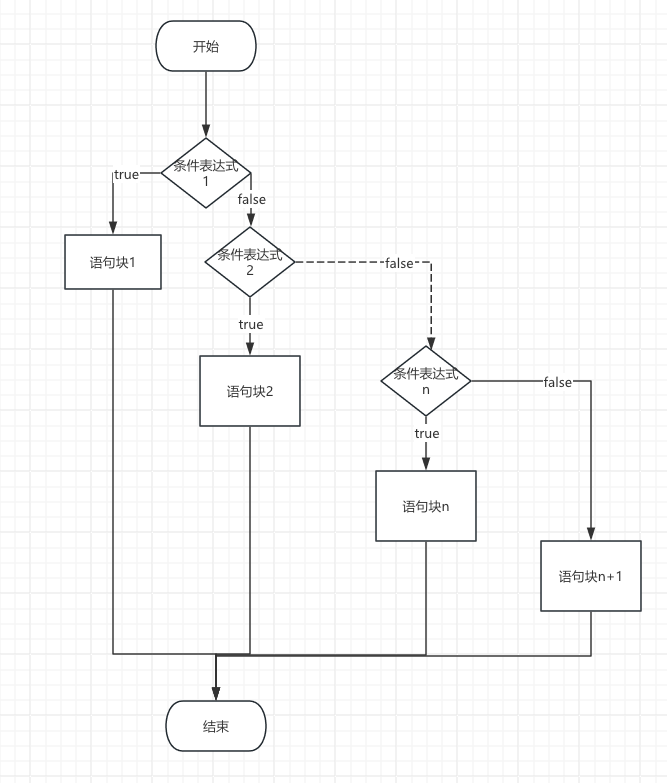 开始
条件表达式
1
true
false
语句块1
条件表达式
2
false
true
语句块2
条件表达式
n
false
true
语句块n
语句块n+1
结束